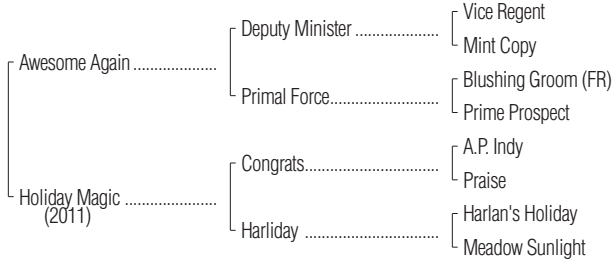 Vice Regent
Deputy Minister ...................
Mint Copy
Awesome Again ...................
Blushing Groom (FR)
Primal Force.........................
Prime Prospect
A.P. Indy
Congrats..............................
Praise
Holiday Magic .....................
(2011)
Harlan's Holiday
Harliday ..............................
Meadow Sunlight